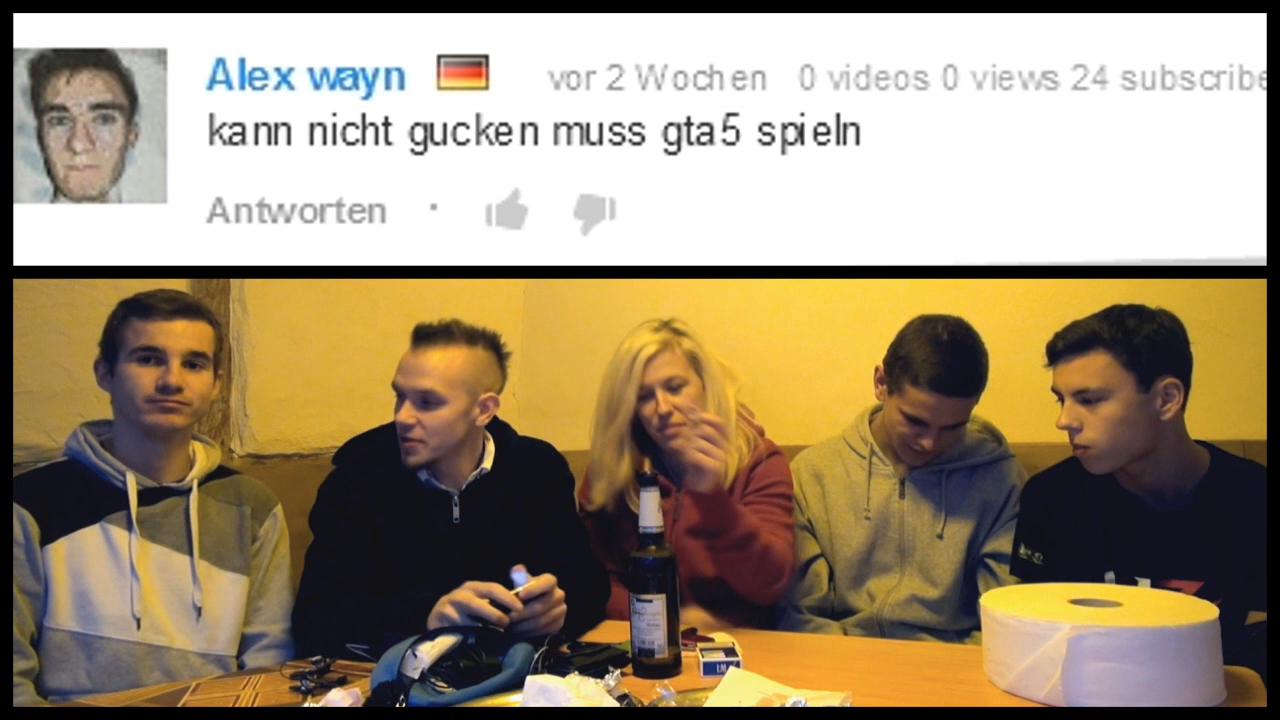 Alex wayn vor 2 Wochen 0 videos 0 views 24 subscribe
kann nicht gucken muss gta5 spieln
Antworten ·